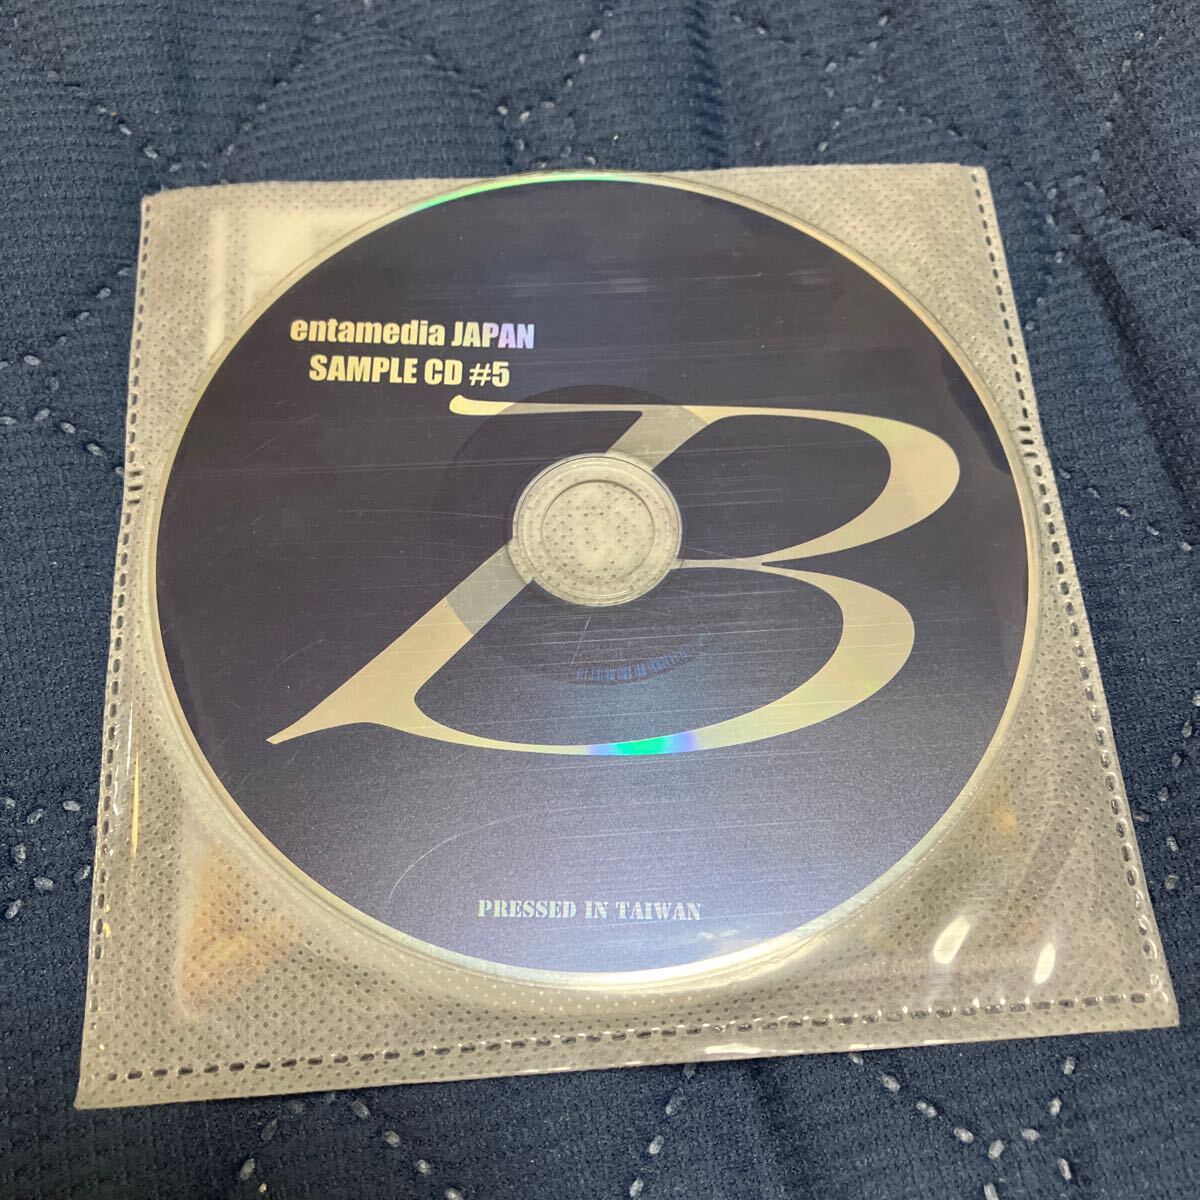 entamedia JAPAN
SAMPLE CD #5
B
PRESSED IN TAIWAN